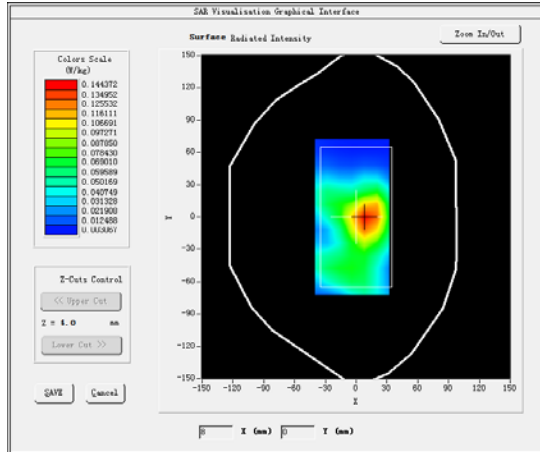 SAR Visualisation Graphical Interface
Surface Radiated Intensity
Zoom In/Out
Colors Scale
(W/kg)
0.144372
0.134952
0.125532
0.116111
0.106691
0.097271
0.087850
0.078430
0.069010
0.059589
0.050169
0.040749
0.031328
0.021908
0.012488
0.003067
Z-Cuts Control
<< Upper Cut
Z = 4.0 mm
Lower Cut >>
SAVE Cancel
150
120
90
60
30
Y 0
-30
-60
-90
-120
-150
-150 -120 -90 -60 -30 0 30 60 90 120 150
X
8 X (mm) 0 Y (mm)